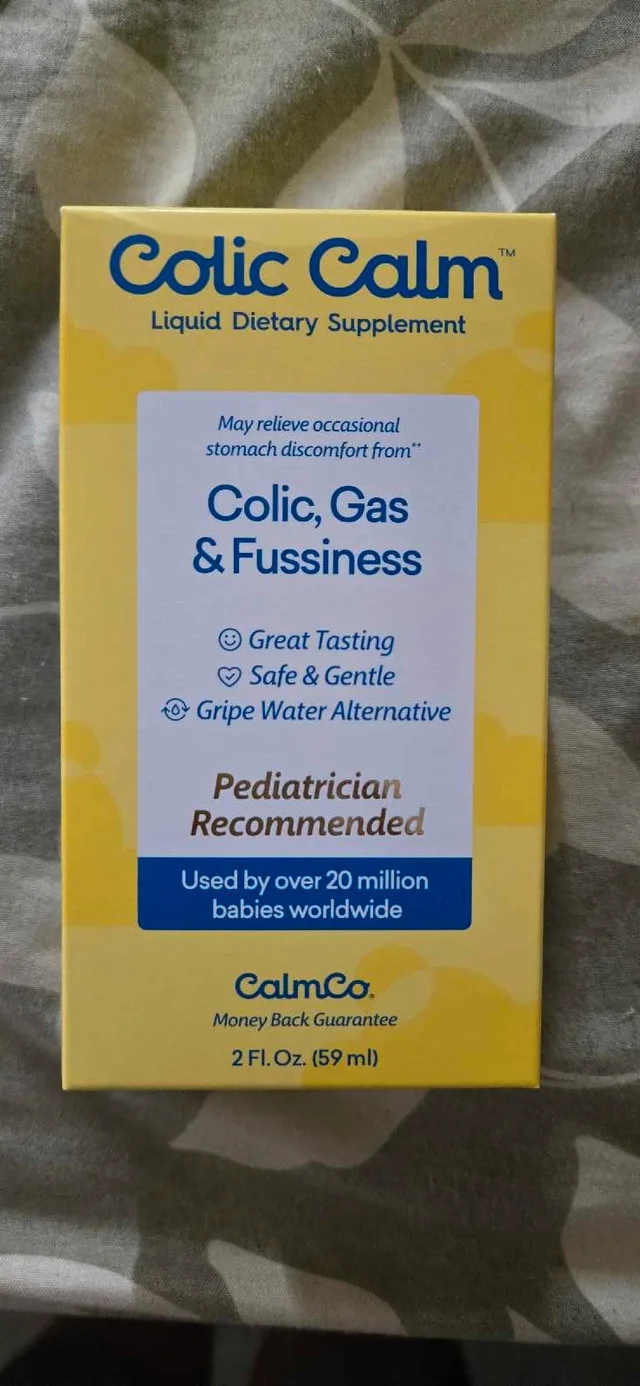 Colic Calm™
Liquid Dietary Supplement
May relieve occasional
stomach discomfort from**
Colic, Gas
& Fussiness
Great Tasting
Safe & Gentle
Gripe Water Alternative
Pediatrician
Recommended
Used by over 20 million
babies worldwide
CalmCo®
Money Back Guarantee
2 Fl. Oz. (59 ml)